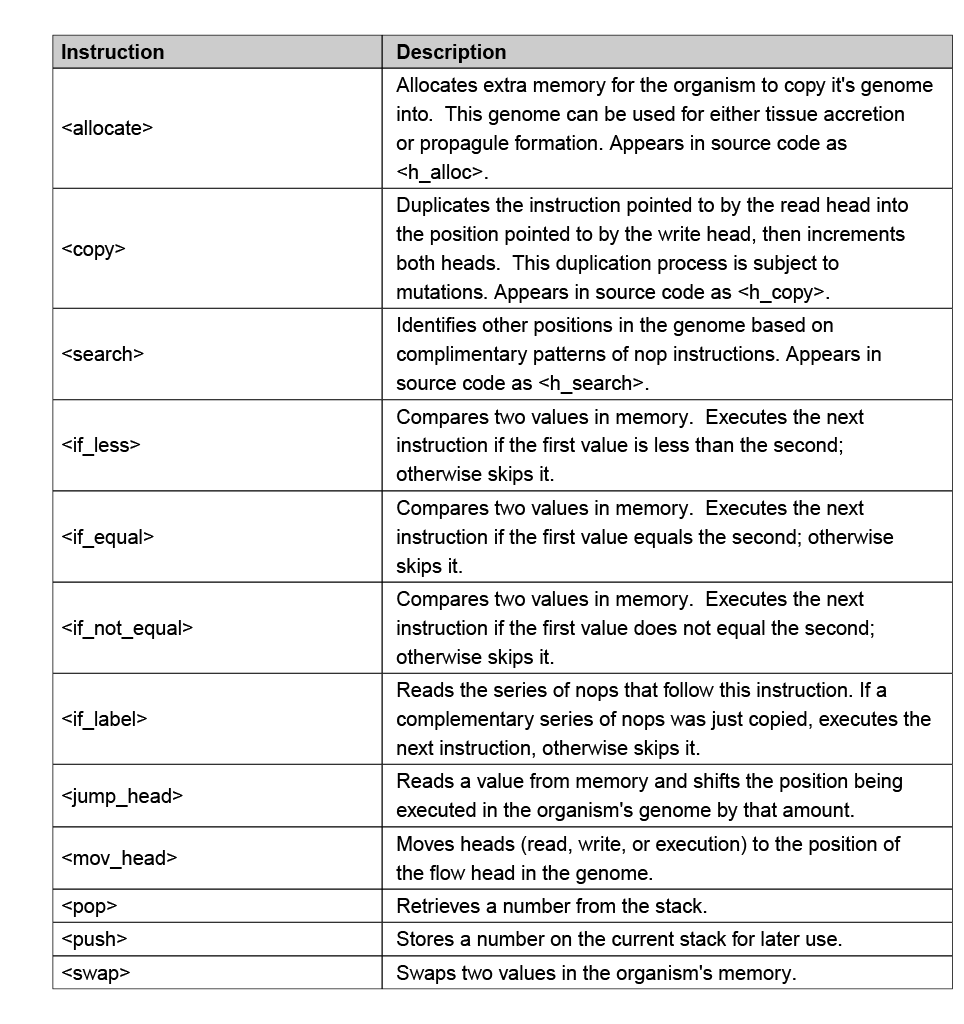 Instruction Description
<allocate>
Allocates extra memory for the organism to copy it's genome
into.  This genome can be used for either tissue accretion
or propagule formation. Appears in source code as
<h_alloc>.
<copy>
Duplicates the instruction pointed to by the read head into
the position pointed to by the write head, then increments
both heads.  This duplication process is subject to
mutations. Appears in source code as <h_copy>.
<search>
Identifies other positions in the genome based on
complimentary patterns of nop instructions. Appears in
source code as <h_search>.
<if_less>
Compares two values in memory.  Executes the next
instruction if the first value is less than the second;
otherwise skips it.
<if_equal>
Compares two values in memory.  Executes the next
instruction if the first value equals the second; otherwise
skips it.
<if_not_equal>
Compares two values in memory.  Executes the next
instruction if the first value does not equal the second;
otherwise skips it.
<if_label>
Reads the series of nops that follow this instruction. If a
complementary series of nops was just copied, executes the
next instruction, otherwise skips it.
<jump_head>
Reads a value from memory and shifts the position being
executed in the organism's genome by that amount.
<mov_head>
Moves heads (read, write, or execution) to the position of
the flow head in the genome.
<pop> Retrieves a number from the stack.
<push> Stores a number on the current stack for later use.
<swap> Swaps two values in the organism's memory.